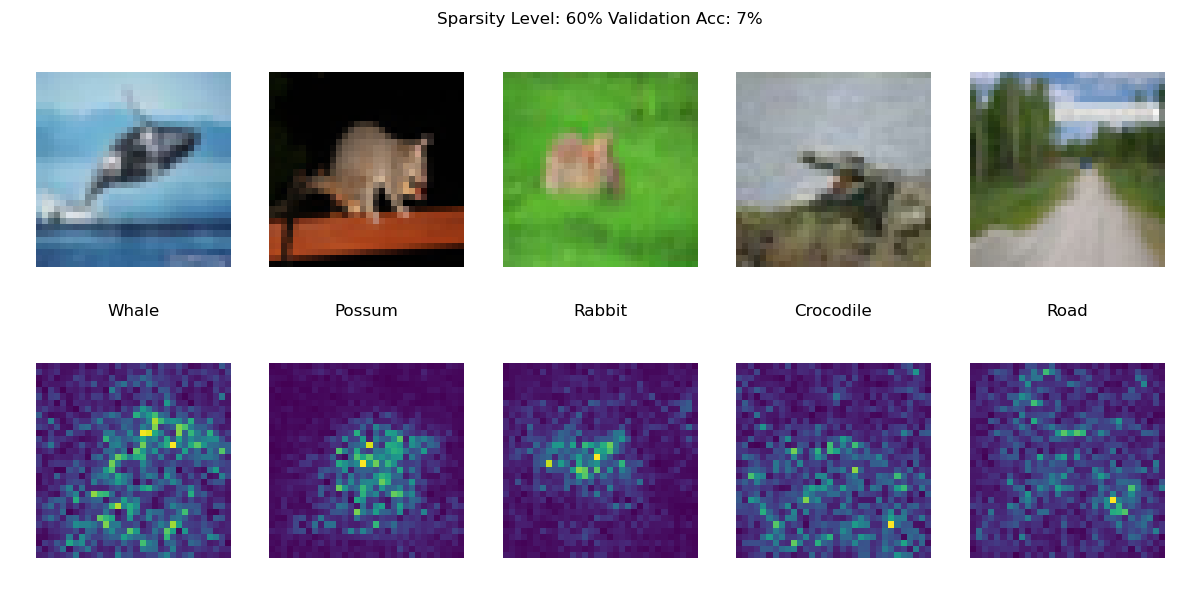 Sparsity Level: 60% Validation Acc: 7%
Whale
Possum
Rabbit
Crocodile
Road